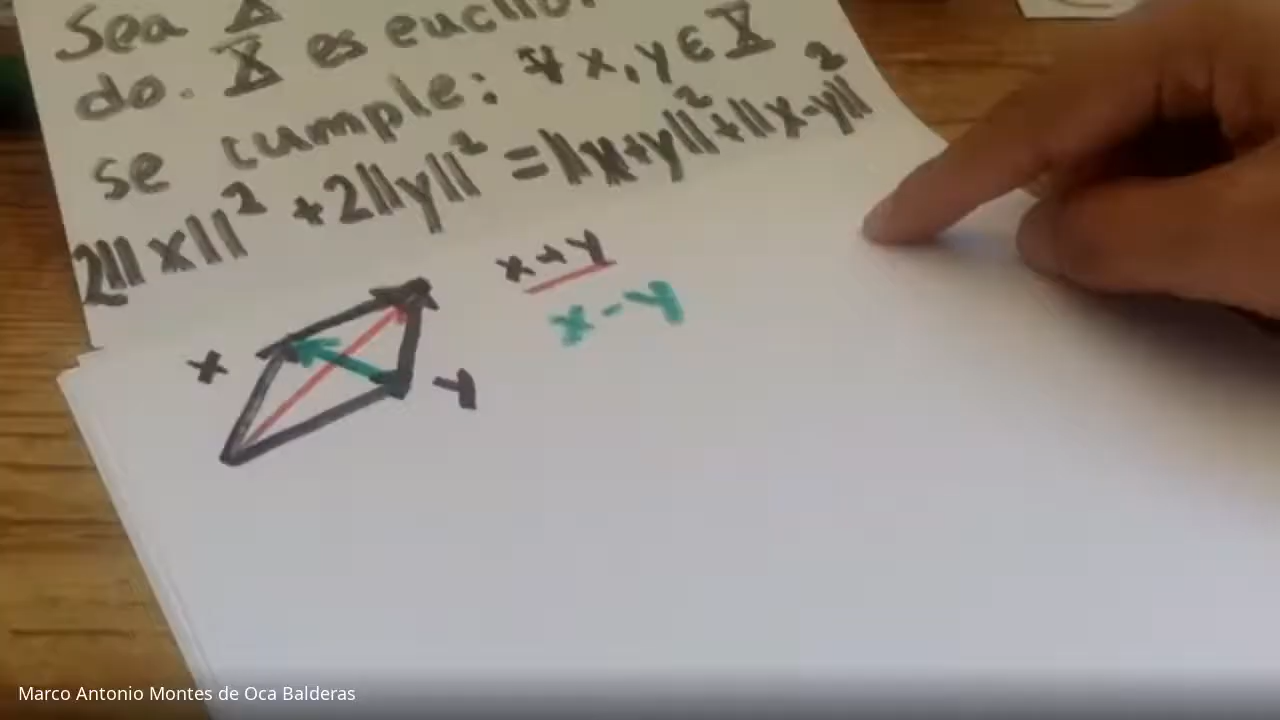 Sea X
do. X es euclid
se cumple: ∀ x, y ∈ X
2||x||² + 2||y||² = ||x+y||² + ||x-y||²
x+y
x-y
x
y
Marco Antonio Montes de Oca Balderas